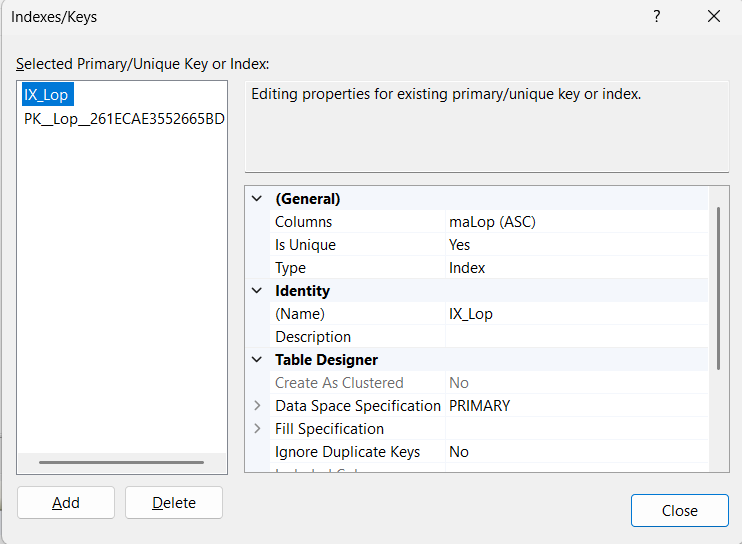 Indexes/Keys
?
Selected Primary/Unique Key or Index:
IX_Lop
PK__Lop__261ECAE3552665BD
Editing properties for existing primary/unique key or index.
(General)
Columns maLop (ASC)
Is Unique Yes
Type Index
Identity
(Name) IX_Lop
Description
Table Designer
Create As Clustered No
Data Space Specification PRIMARY
Fill Specification
Ignore Duplicate Keys No
Add Delete
Close